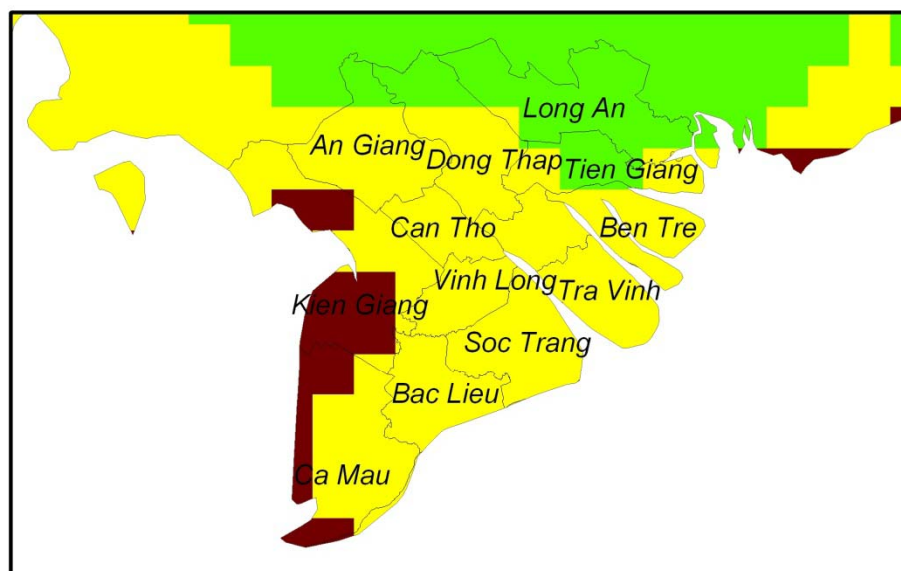 Long An
An Giang
Dong Thap
Tien Giang
Can Tho
Ben Tre
Vinh Long
Tra Vinh
Kien Giang
Soc Trang
Bac Lieu
Ca Mau